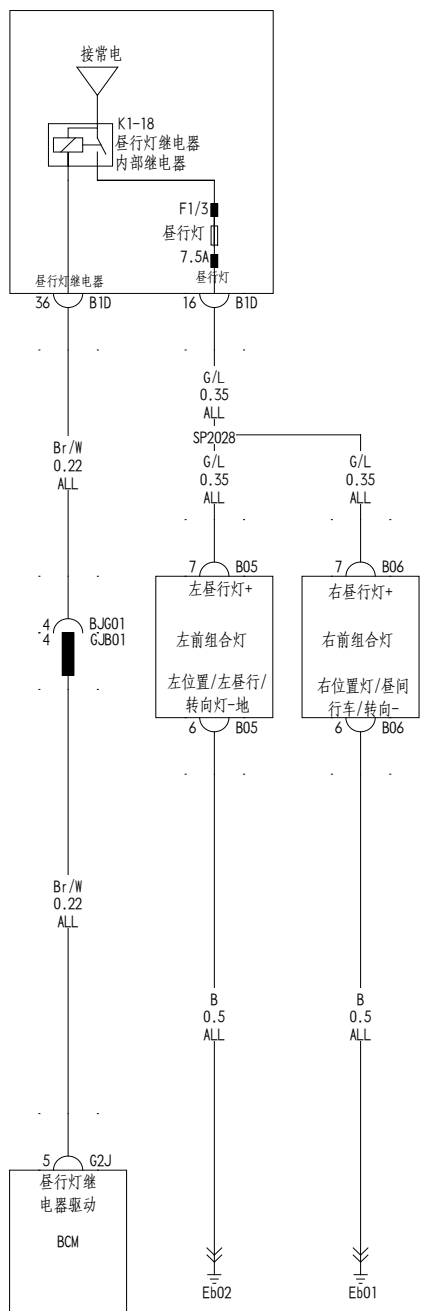 接常电
K1-18
昼行灯继电器
内部继电器
F1/3
昼行灯
7.5A
昼行灯继电器
昼行灯
36 B1D
16 B1D
G/L
0.35
ALL
SP2028
Br/W
0.22
ALL
G/L
0.35
ALL
G/L
0.35
ALL
7 B05
7 B06
左昼行灯+
右昼行灯+
4 BJG01
4 GJB01
左前组合灯
右前组合灯
左位置/左昼行/
转向灯-地
右位置灯/昼间
行车/转向-
6 B05
6 B06
Br/W
0.22
ALL
B
0.5
ALL
B
0.5
ALL
5 G2J
昼行灯继
电器驱动
BCM
Eb02
Eb01